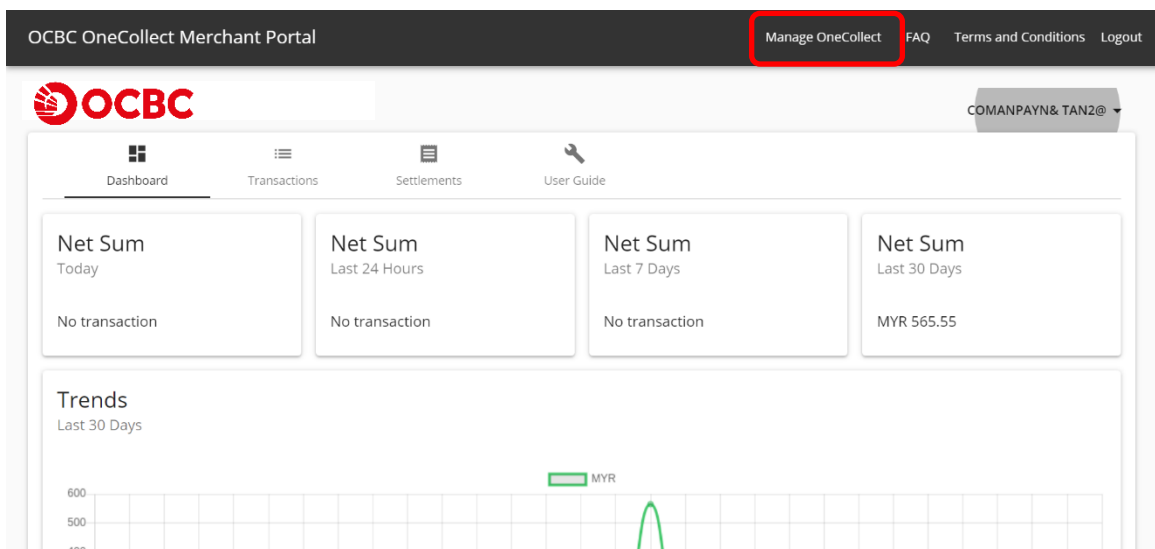 OCBC OneCollect Merchant Portal Manage OneCollect FAQ Terms and Conditions Logout
OCBC
COMANPAYN& TAN2@
Dashboard Transactions Settlements User Guide
Net Sum Net Sum Net Sum Net Sum
Today Last 24 Hours Last 7 Days Last 30 Days
No transaction No transaction No transaction MYR 565.55
Trends
Last 30 Days
MYR
600
500